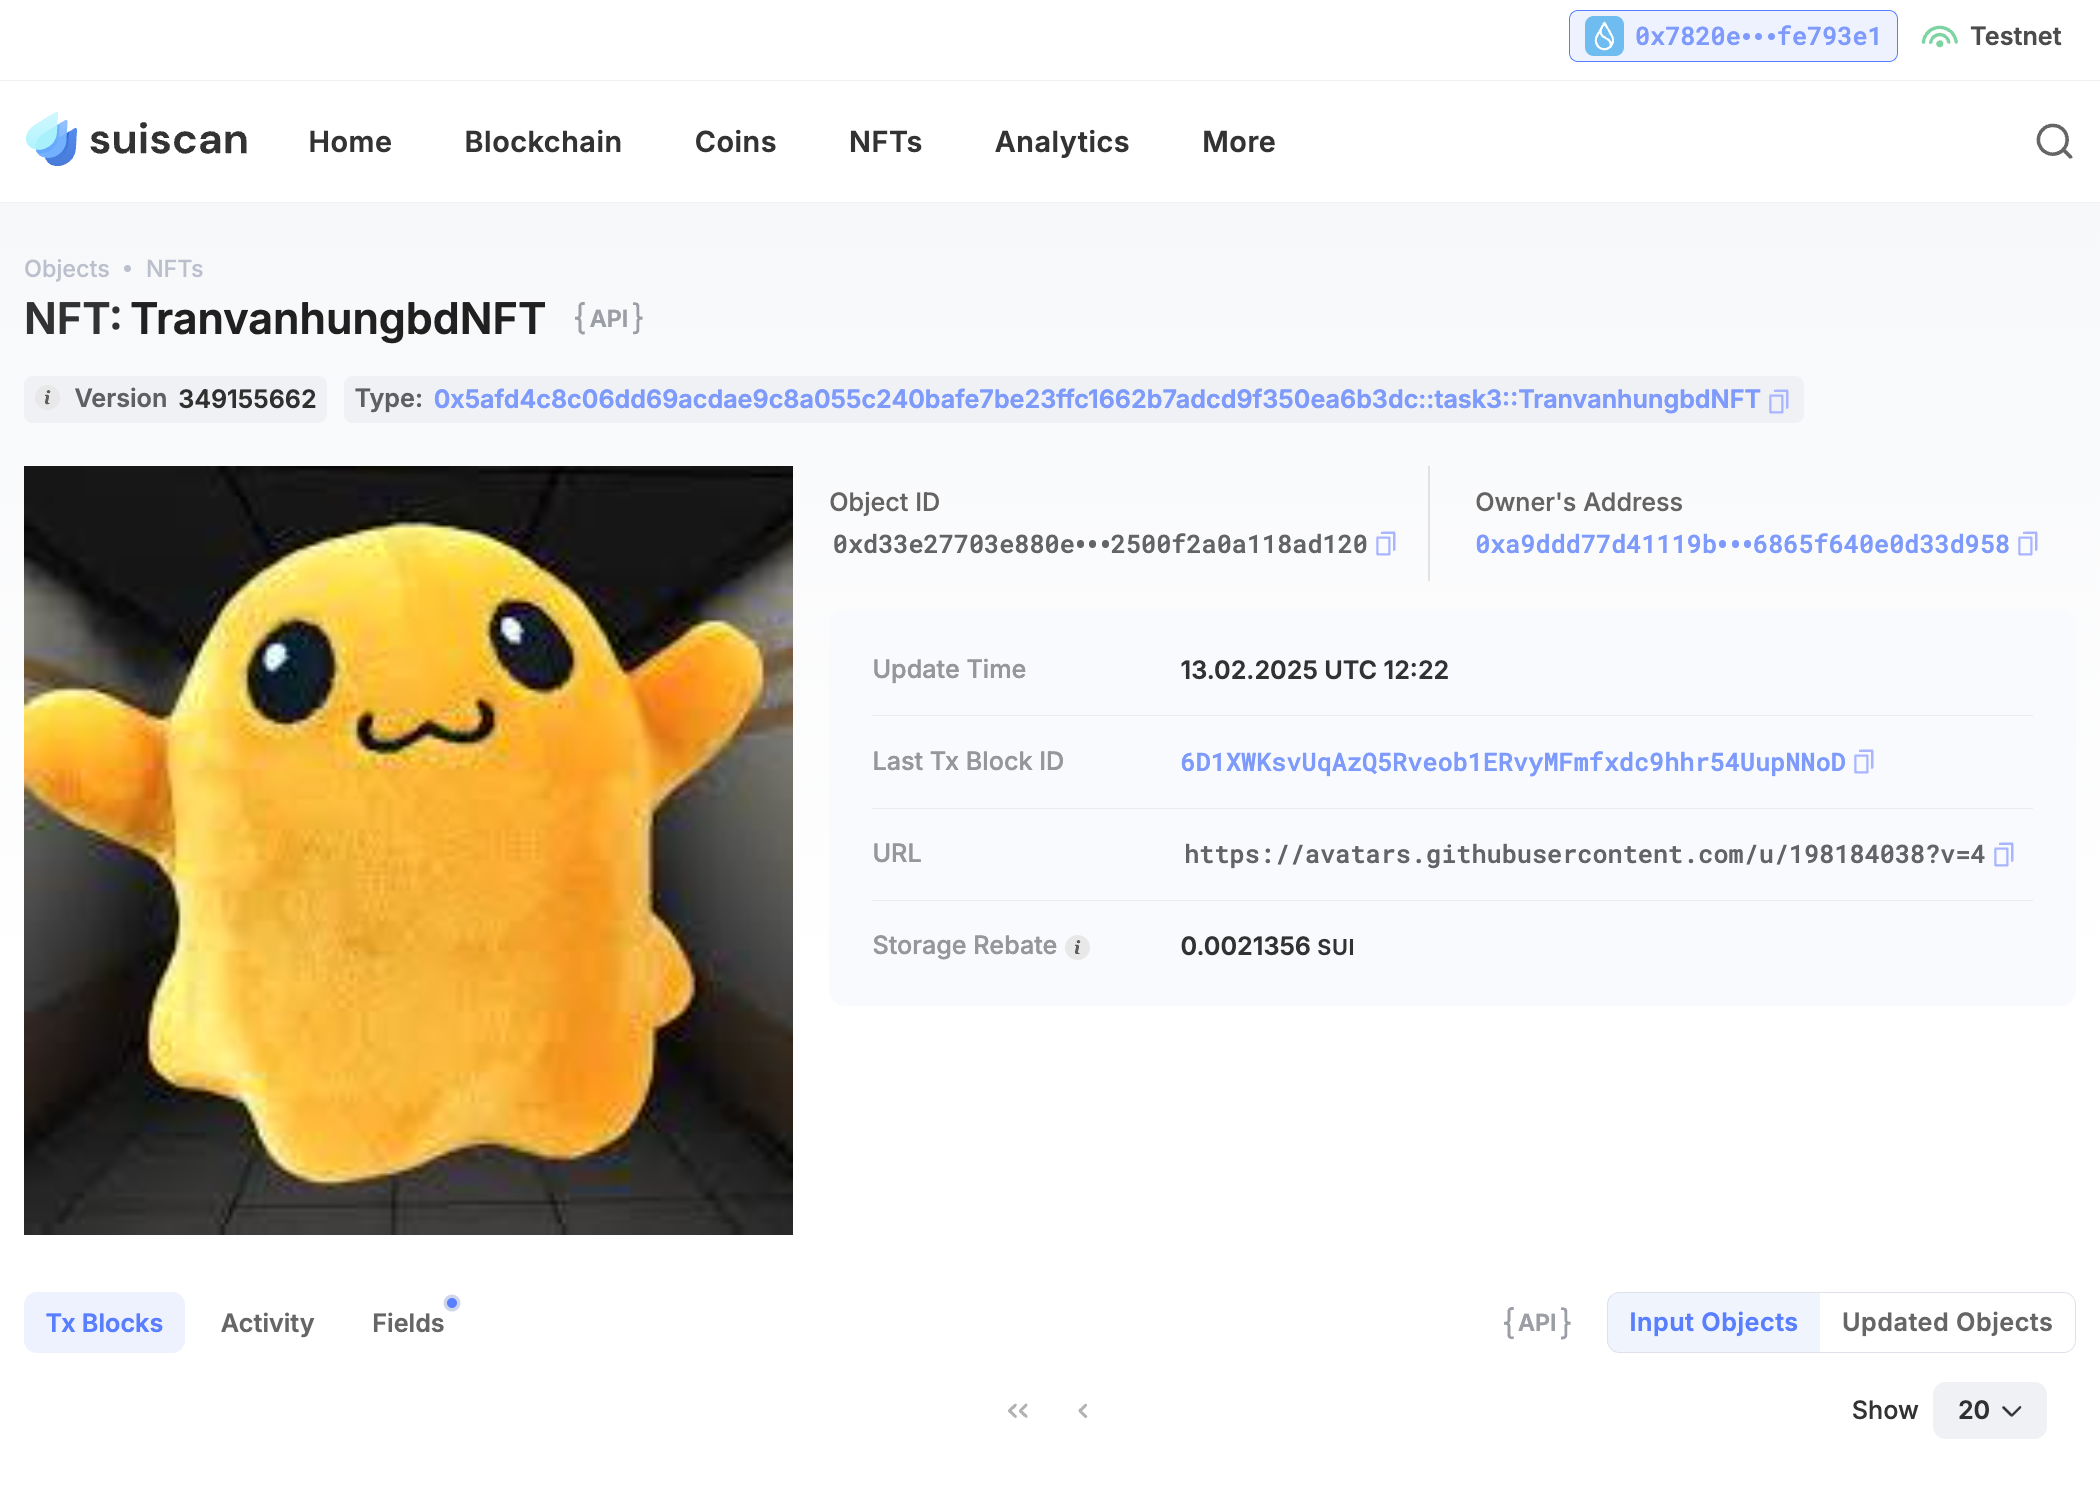 0x7820e•••fe793e1 Testnet
suiscan Home Blockchain Coins NFTs Analytics More
Objects • NFTs
NFT: TranvanhungbdNFT {API}
i Version 349155662 Type: 0x5afd4c8c06dd69acdae9c8a055c240bafe7be23ffc1662b7adcd9f350ea6b3dc::task3::TranvanhungbdNFT
Object ID
0xd33e27703e880e•••2500f2a0a118ad120
Owner's Address
0xa9ddd77d41119b•••6865f640e0d33d958
Update Time 13.02.2025 UTC 12:22
Last Tx Block ID 6D1XWKsvUqAzQ5Rveob1ERvyMFmfxdc9hhr54UupNNoD
URL https://avatars.githubusercontent.com/u/198184038?v=4
Storage Rebate i 0.0021356 SUI
Tx Blocks Activity Fields {API} Input Objects Updated Objects
Show 20